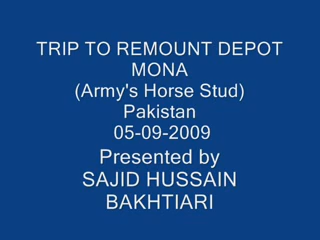 TRIP TO REMOUNT DEPOT
MONA
(Army's Horse Stud)
Pakistan
05-09-2009
Presented by
SAJID HUSSAIN
BAKHTIARI